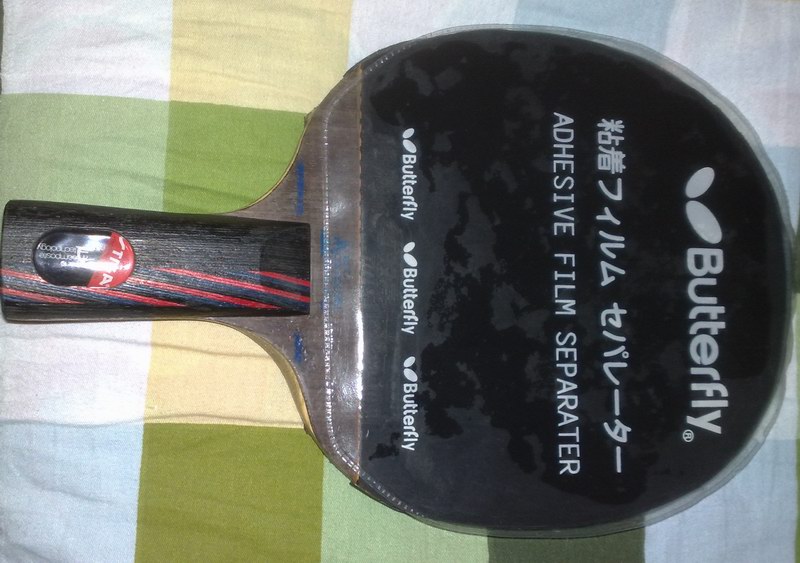 Butterfly®
粘着フィルム セパレーター
ADHESIVE FILM SEPARATER
Butterfly Butterfly Butterfly